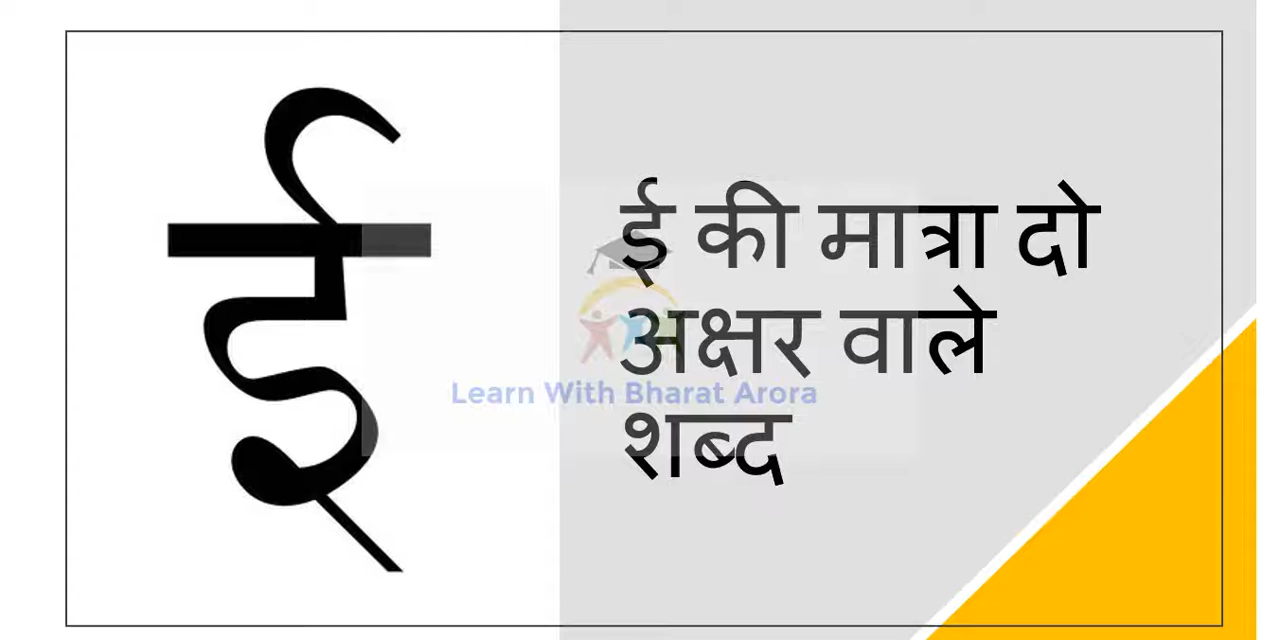 ई
ई की मात्रा दो
अक्षर वाले
Learn With Bharat Arora
शब्द